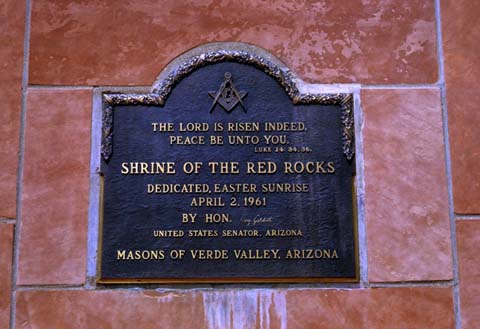 THE LORD IS RISEN INDEED.
PEACE BE UNTO YOU.
LUKE 24: 34, 36.
SHRINE OF THE RED ROCKS
DEDICATED, EASTER SUNRISE
APRIL 2, 1961
BY HON.
UNITED STATES SENATOR, ARIZONA
MASONS OF VERDE VALLEY, ARIZONA